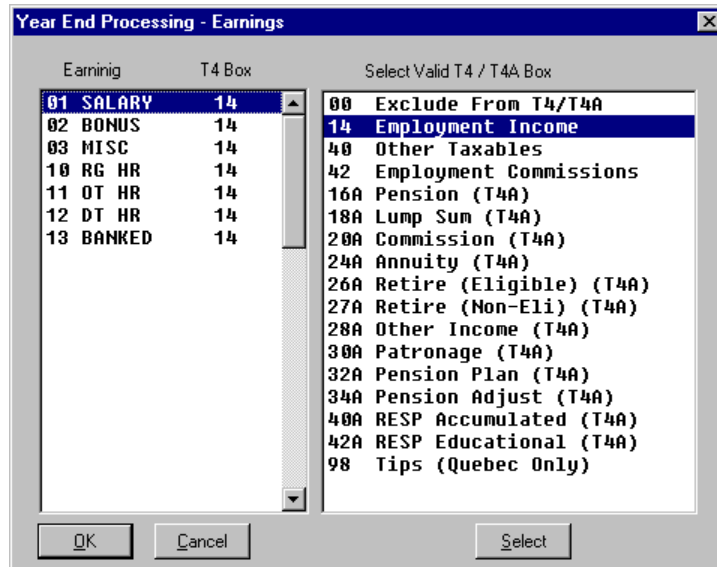 Year End Processing - Earnings
Earninig T4 Box
01 SALARY 14
02 BONUS 14
03 MISC 14
10 RG HR 14
11 OT HR 14
12 DT HR 14
13 BANKED 14
Select Valid T4 / T4A Box
00 Exclude From T4/T4A
14 Employment Income
40 Other Taxables
42 Employment Commissions
16A Pension (T4A)
18A Lump Sum (T4A)
20A Commission (T4A)
24A Annuity (T4A)
26A Retire (Eligible) (T4A)
27A Retire (Non-Eli) (T4A)
28A Other Income (T4A)
30A Patronage (T4A)
32A Pension Plan (T4A)
34A Pension Adjust (T4A)
40A RESP Accumulated (T4A)
42A RESP Educational (T4A)
98 Tips (Quebec Only)
OK Cancel Select